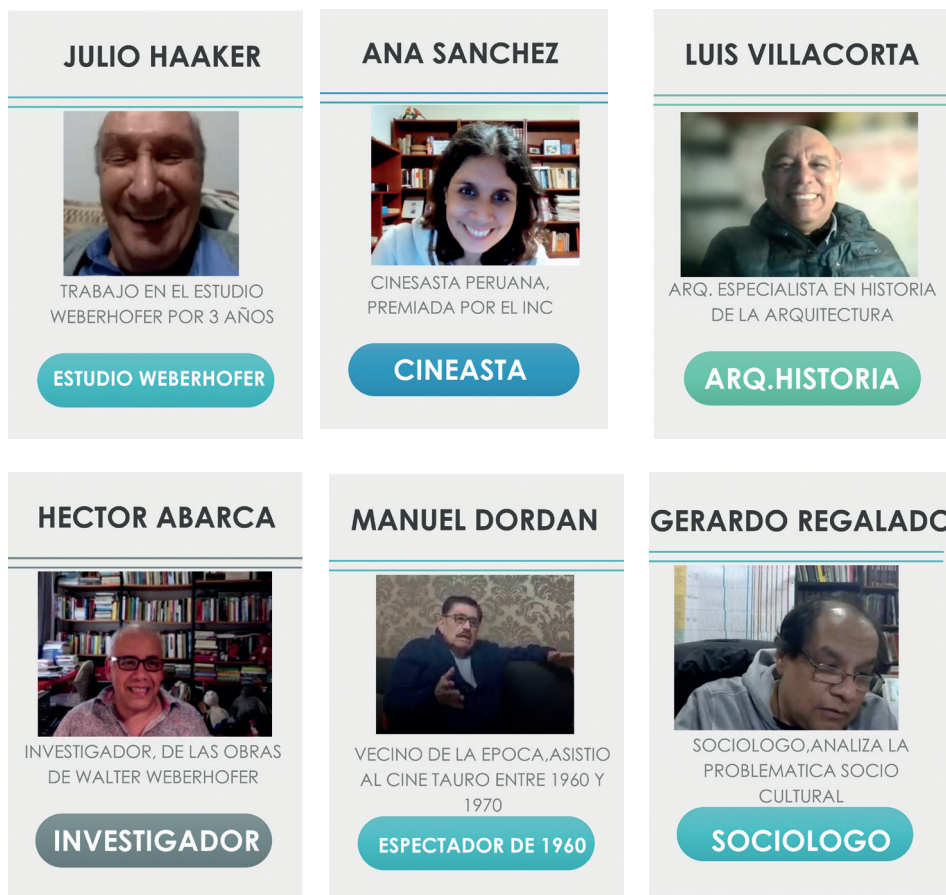 JULIO HAAKER
TRABAJO EN EL ESTUDIO
WEBERHOFER POR 3 AÑOS
ESTUDIO WEBERHOFER
ANA SANCHEZ
CINESASTA PERUANA,
PREMIADA POR EL INC
CINEASTA
LUIS VILLACORTA
ARQ. ESPECIALISTA EN HISTORIA
DE LA ARQUITECTURA
ARQ.HISTORIA
HECTOR ABARCA
INVESTIGADOR, DE LAS OBRAS
DE WALTER WEBERHOFER
INVESTIGADOR
MANUEL DORDAN
VECINO DE LA EPOCA,ASISTIO
AL CINE TAURO ENTRE 1960 Y
1970
ESPECTADOR DE 1960
GERARDO REGALADO
SOCIOLOGO,ANALIZA LA
PROBLEMATICA SOCIO
CULTURAL
SOCIOLOGO